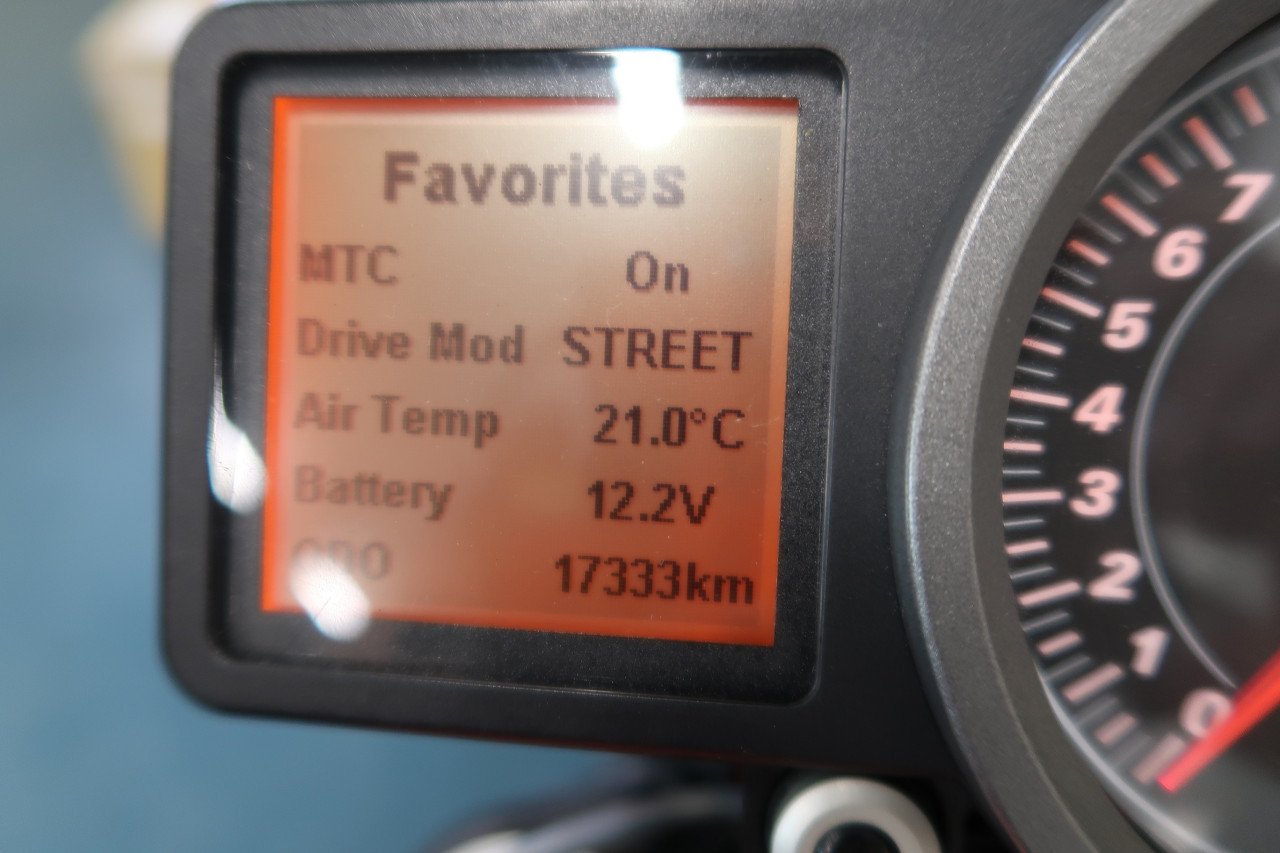 Favorites
MTC On
Drive Mod STREET
Air Temp 21.0°C
Battery 12.2V
ODO 17333km
7
6
5
4
3
2
1
0